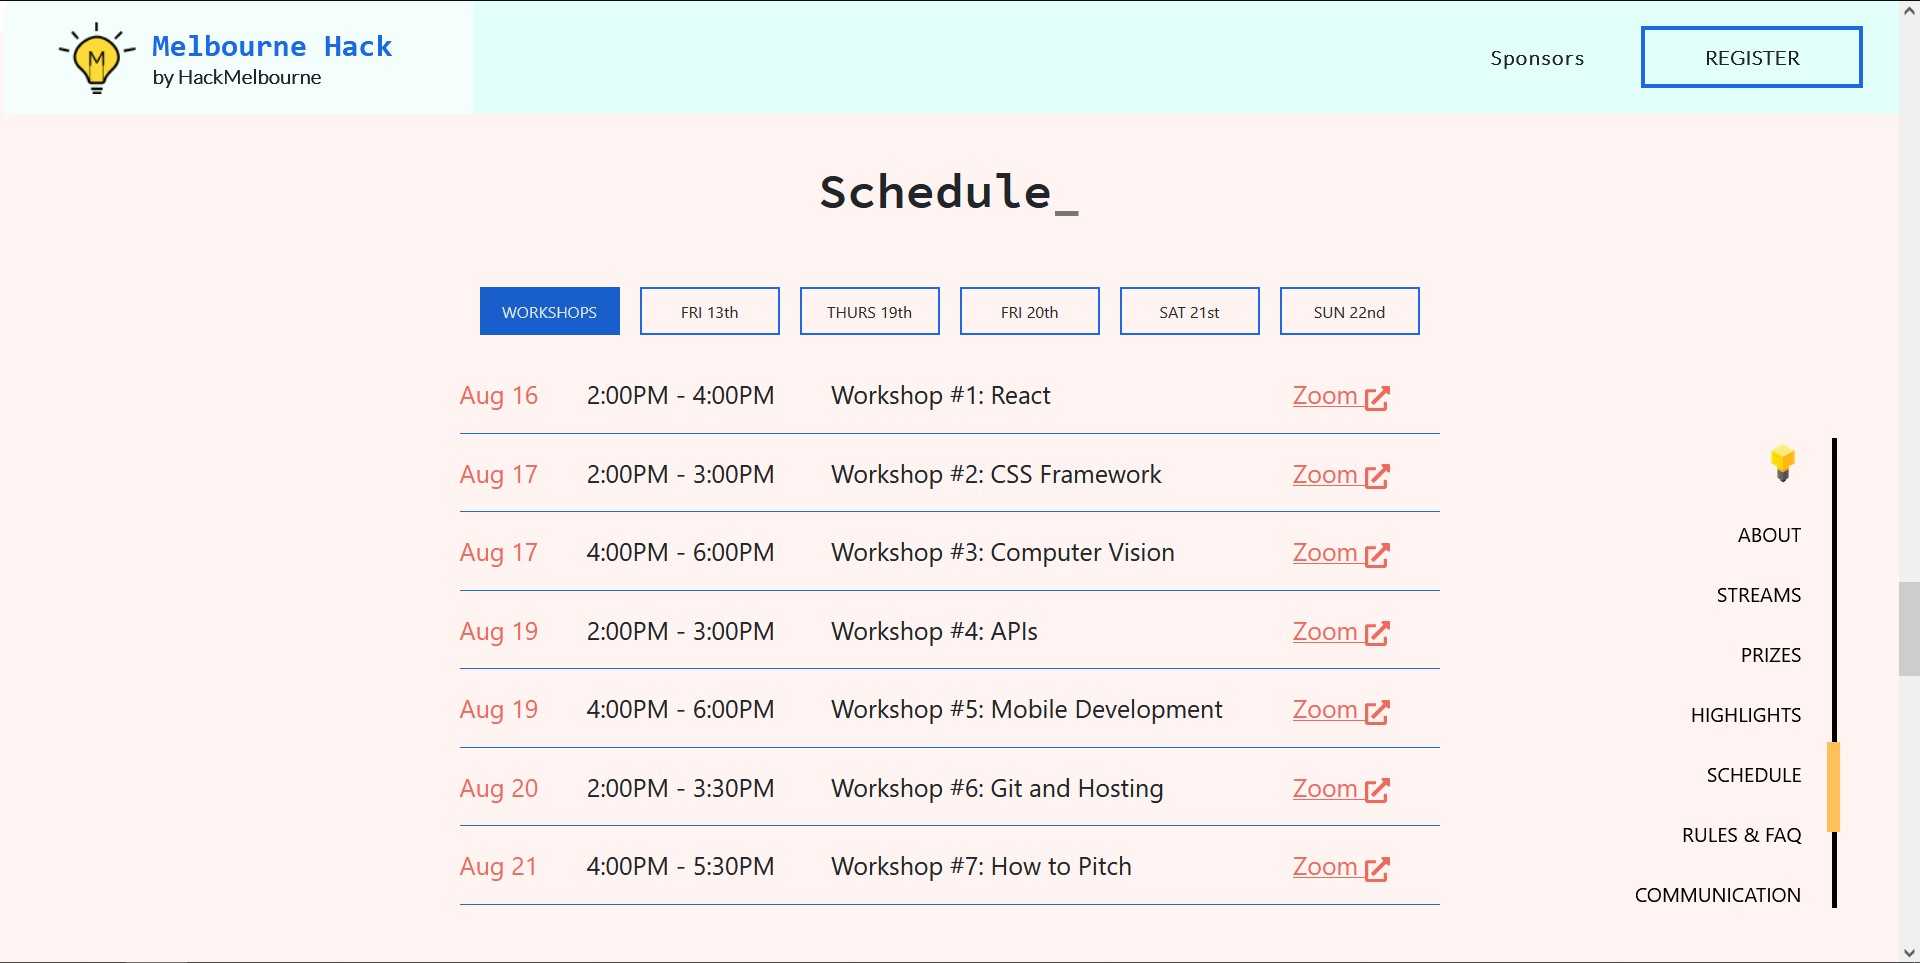 Melbourne Hack
by HackMelbourne
Sponsors
REGISTER
Schedule_
WORKSHOPS FRI 13th THURS 19th FRI 20th SAT 21st SUN 22nd
Aug 16 2:00PM - 4:00PM Workshop #1: React Zoom
Aug 17 2:00PM - 3:00PM Workshop #2: CSS Framework Zoom
Aug 17 4:00PM - 6:00PM Workshop #3: Computer Vision Zoom
Aug 19 2:00PM - 3:00PM Workshop #4: APIs Zoom
Aug 19 4:00PM - 6:00PM Workshop #5: Mobile Development Zoom
Aug 20 2:00PM - 3:30PM Workshop #6: Git and Hosting Zoom
Aug 21 4:00PM - 5:30PM Workshop #7: How to Pitch Zoom
ABOUT
STREAMS
PRIZES
HIGHLIGHTS
SCHEDULE
RULES & FAQ
COMMUNICATION